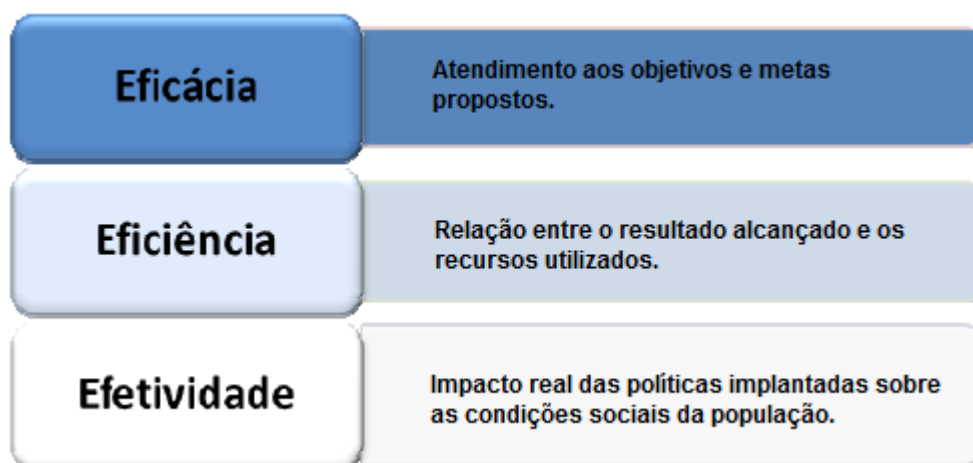 Eficácia
Atendimento aos objetivos e metas
propostos.
Eficiência
Relação entre o resultado alcançado e os
recursos utilizados.
Efetividade
Impacto real das políticas implantadas sobre
as condições sociais da população.